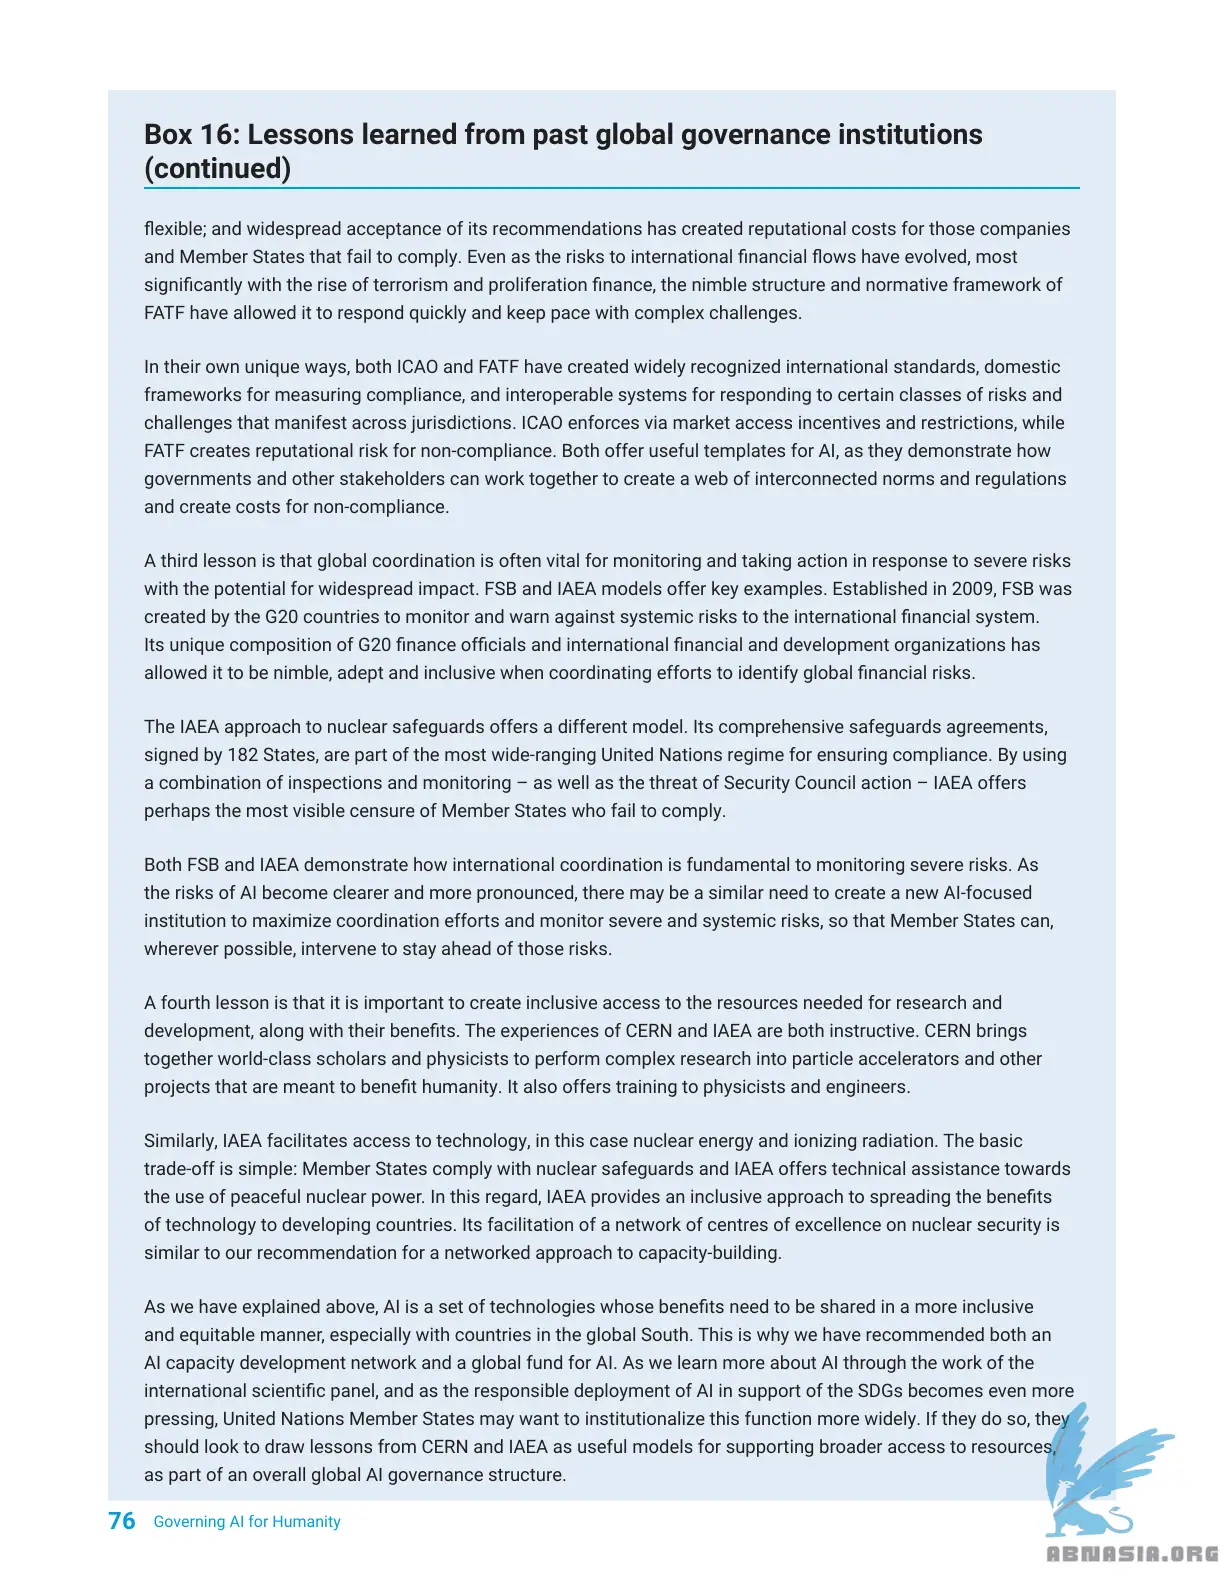 Box 16: Lessons learned from past global governance institutions
(continued)
flexible; and widespread acceptance of its recommendations has created reputational costs for those companies
and Member States that fail to comply. Even as the risks to international financial flows have evolved, most
significantly with the rise of terrorism and proliferation finance, the nimble structure and normative framework of
FATF have allowed it to respond quickly and keep pace with complex challenges.
In their own unique ways, both ICAO and FATF have created widely recognized international standards, domestic
frameworks for measuring compliance, and interoperable systems for responding to certain classes of risks and
challenges that manifest across jurisdictions. ICAO enforces via market access incentives and restrictions, while
FATF creates reputational risk for non-compliance. Both offer useful templates for AI, as they demonstrate how
governments and other stakeholders can work together to create a web of interconnected norms and regulations
and create costs for non-compliance.
A third lesson is that global coordination is often vital for monitoring and taking action in response to severe risks
with the potential for widespread impact. FSB and IAEA models offer key examples. Established in 2009, FSB was
created by the G20 countries to monitor and warn against systemic risks to the international financial system.
Its unique composition of G20 finance officials and international financial and development organizations has
allowed it to be nimble, adept and inclusive when coordinating efforts to identify global financial risks.
The IAEA approach to nuclear safeguards offers a different model. Its comprehensive safeguards agreements,
signed by 182 States, are part of the most wide-ranging United Nations regime for ensuring compliance. By using
a combination of inspections and monitoring – as well as the threat of Security Council action – IAEA offers
perhaps the most visible censure of Member States who fail to comply.
Both FSB and IAEA demonstrate how international coordination is fundamental to monitoring severe risks. As
the risks of AI become clearer and more pronounced, there may be a similar need to create a new AI-focused
institution to maximize coordination efforts and monitor severe and systemic risks, so that Member States can,
wherever possible, intervene to stay ahead of those risks.
A fourth lesson is that it is important to create inclusive access to the resources needed for research and
development, along with their benefits. The experiences of CERN and IAEA are both instructive. CERN brings
together world-class scholars and physicists to perform complex research into particle accelerators and other
projects that are meant to benefit humanity. It also offers training to physicists and engineers.
Similarly, IAEA facilitates access to technology, in this case nuclear energy and ionizing radiation. The basic
trade-off is simple: Member States comply with nuclear safeguards and IAEA offers technical assistance towards
the use of peaceful nuclear power. In this regard, IAEA provides an inclusive approach to spreading the benefits
of technology to developing countries. Its facilitation of a network of centres of excellence on nuclear security is
similar to our recommendation for a networked approach to capacity-building.
As we have explained above, AI is a set of technologies whose benefits need to be shared in a more inclusive
and equitable manner, especially with countries in the global South. This is why we have recommended both an
AI capacity development network and a global fund for AI. As we learn more about AI through the work of the
international scientific panel, and as the responsible deployment of AI in support of the SDGs becomes even more
pressing, United Nations Member States may want to institutionalize this function more widely. If they do so, they
should look to draw lessons from CERN and IAEA as useful models for supporting broader access to resources,
as part of an overall global AI governance structure.
76 Governing AI for Humanity
ABNASIA.ORG